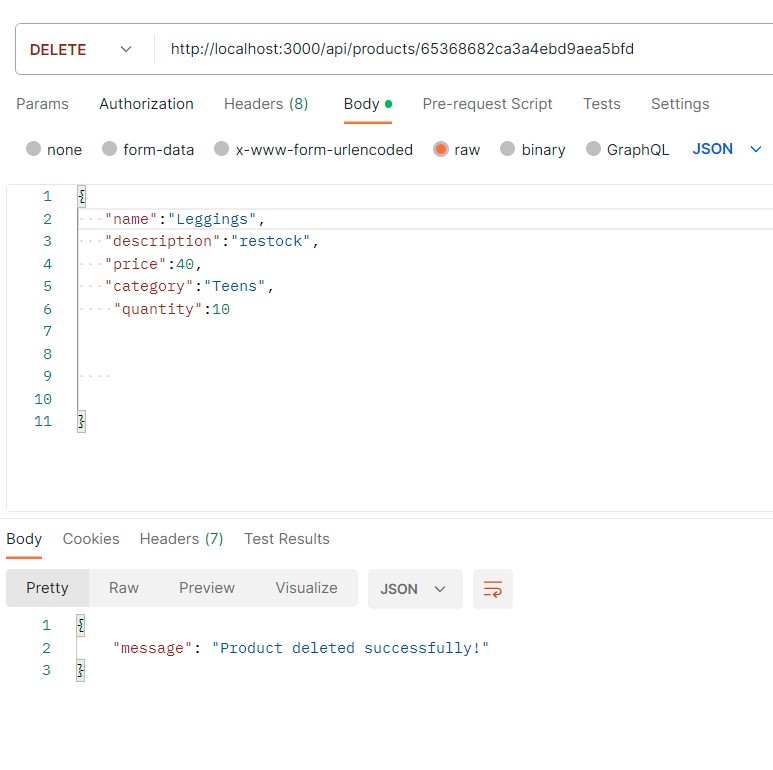 DELETE http://localhost:3000/api/products/65368682ca3a4ebd9aea5bfd
Params Authorization Headers (8) Body Pre-request Script Tests Settings
none form-data x-www-form-urlencoded raw binary GraphQL JSON
1 {
2 "name":"Leggings",
3 "description":"restock",
4 "price":40,
5 "category":"Teens",
6 "quantity":10
7
8
9
10
11 }
Body Cookies Headers (7) Test Results
Pretty Raw Preview Visualize JSON
1 {
2 "message": "Product deleted successfully!"
3 }